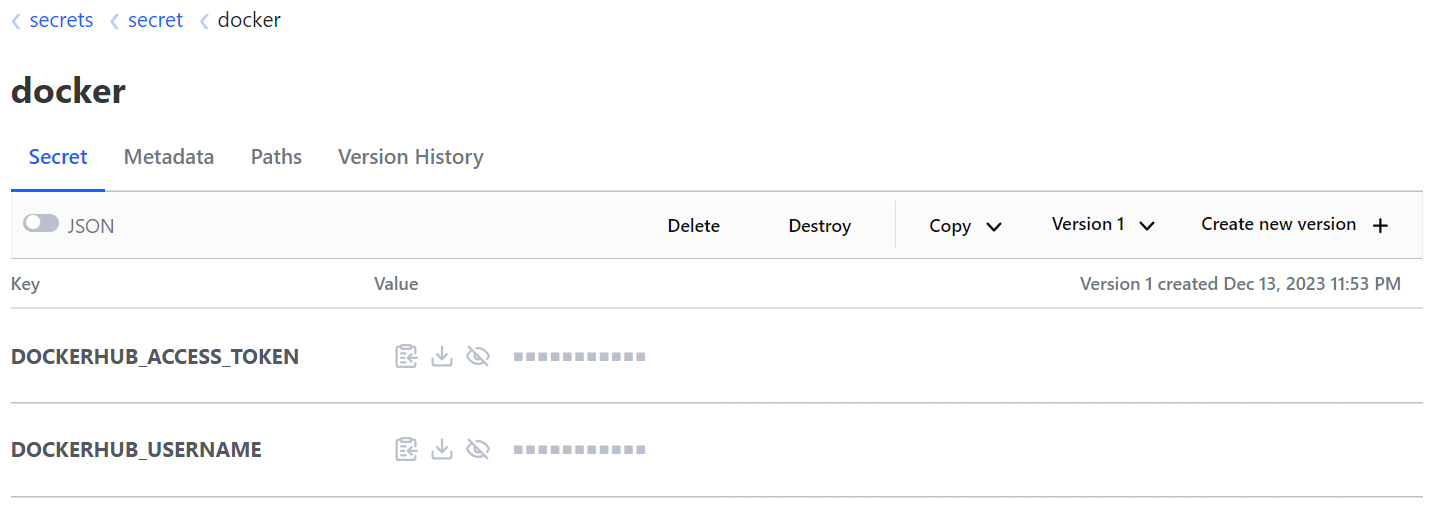 secrets secret docker
docker
Secret Metadata Paths Version History
JSON Delete Destroy Copy Version 1 Create new version
Key Value Version 1 created Dec 13, 2023 11:53 PM
DOCKERHUB_ACCESS_TOKEN
DOCKERHUB_USERNAME